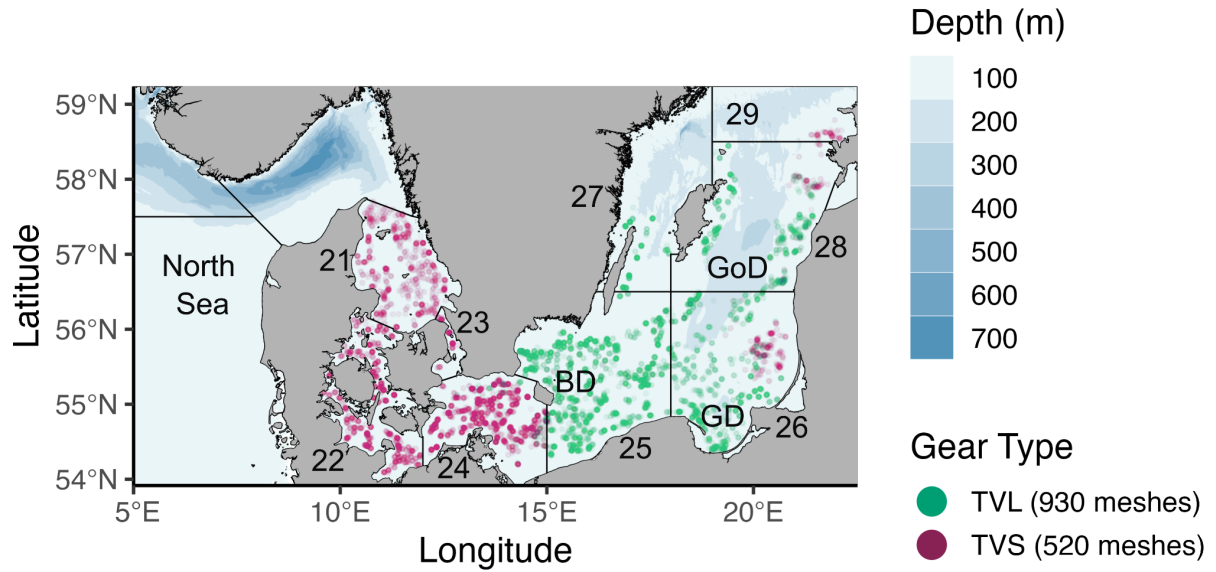 Depth (m)
100
200
300
400
500
600
700
59°N
58°N
57°N
56°N
55°N
54°N
Latitude
29
27
28
21
GoD
North
Sea
23
BD
GD
26
25
22
24
5°E
10°E
15°E
20°E
Longitude
Gear Type
TVL (930 meshes)
TVS (520 meshes)